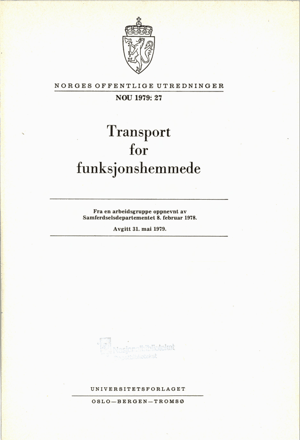 NORGES OFFENTLIGE UTREDNINGER
NOU 1979: 27
Transport
for
funksjonshemmede
Fra en arbeidsgruppe oppnevnt av
Samferdselsdepartementet 8. februar 1978.
Avgitt 31. mai 1979.
UNIVERSITETSFORLAGET
OSLO—BERGEN—TROMSØ